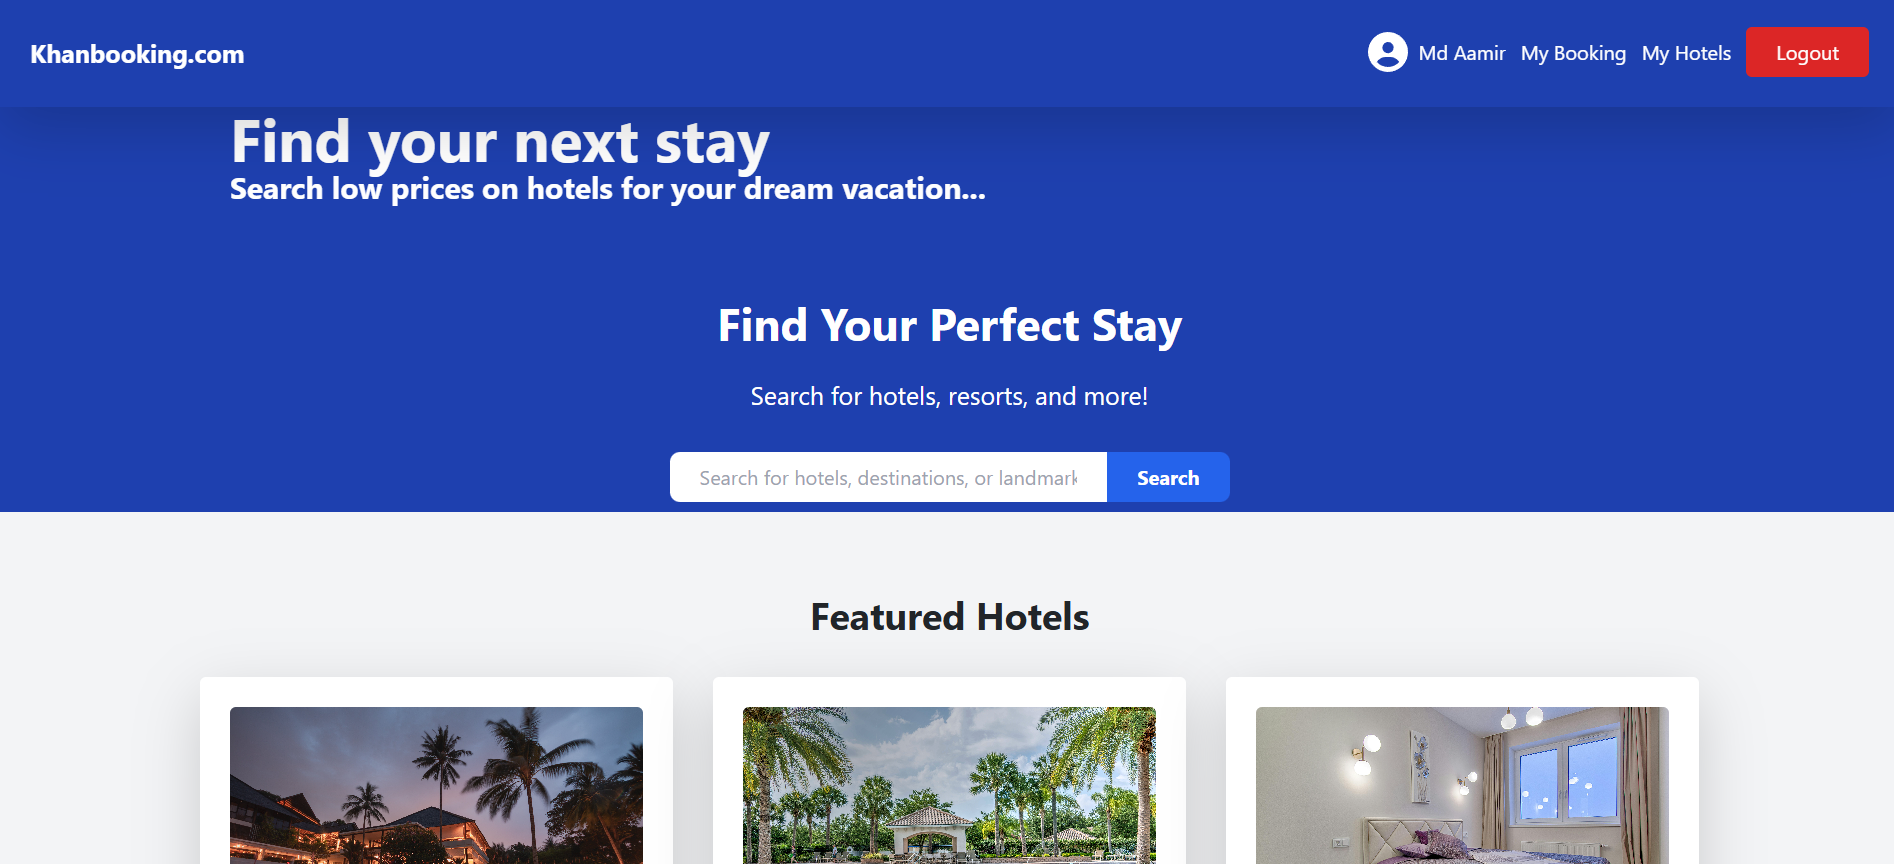 Khanbooking.com
Md Aamir My Booking My Hotels Logout
Find your next stay
Search low prices on hotels for your dream vacation...
Find Your Perfect Stay
Search for hotels, resorts, and more!
Search for hotels, destinations, or landmark Search
Featured Hotels